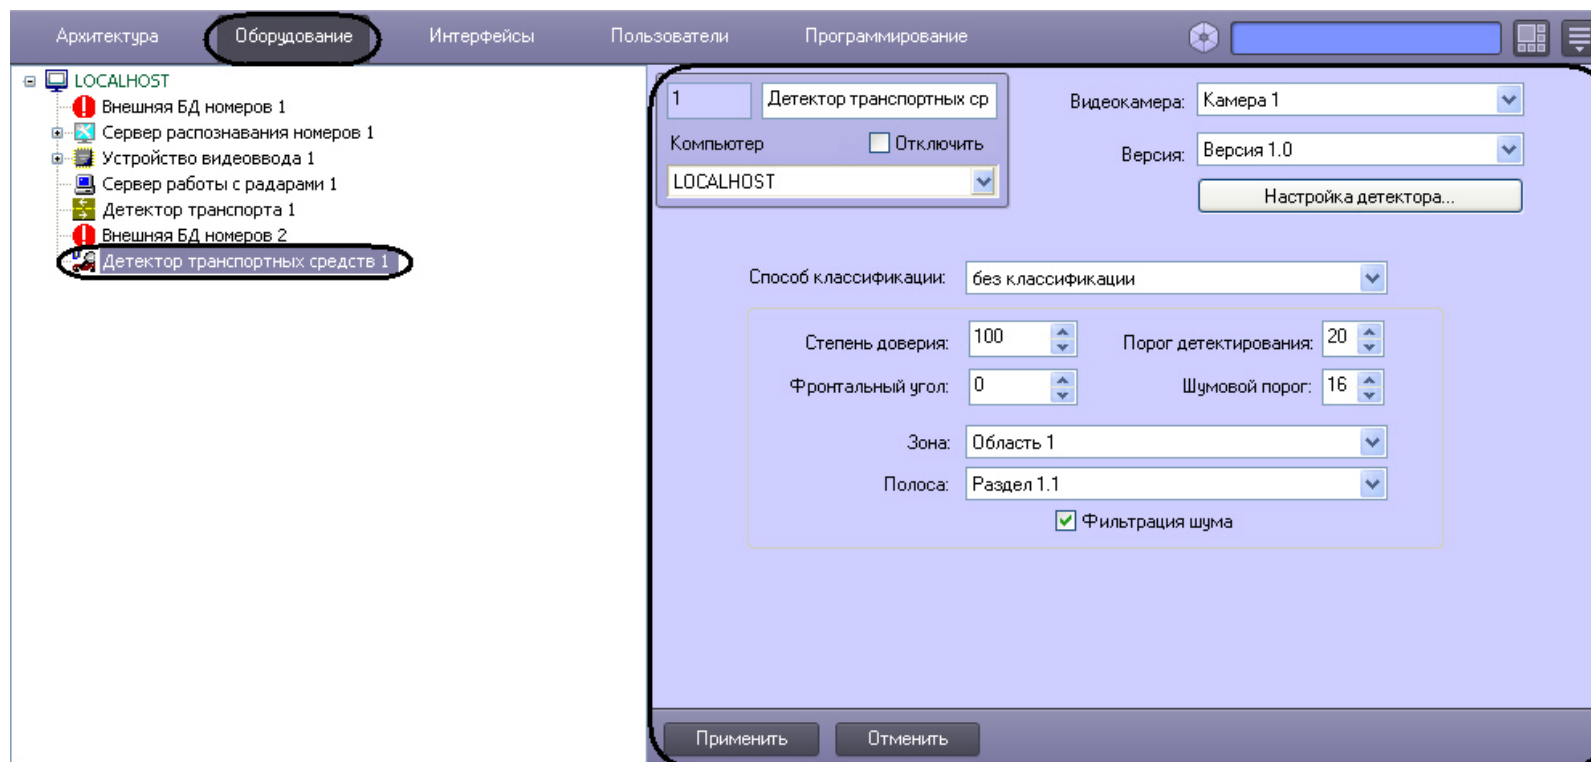 Архитектура Оборудование Интерфейсы Пользователи Программирование
LOCALHOST
Внешняя БД номеров 1
Сервер распознавания номеров 1
Устройство видеоввода 1
Сервер работы с радарами 1
Детектор транспорта 1
Внешняя БД номеров 2
Детектор транспортных средств 1
1 Детектор транспортных ср
Компьютер Отключить
LOCALHOST
Видеокамера: Камера 1
Версия: Версия 1.0
Настройка детектора...
Способ классификации: без классификации
Степень доверия: 100 Порог детектирования: 20
Фронтальный угол: 0 Шумовой порог: 16
Зона: Область 1
Полоса: Раздел 1.1
Фильтрация шума
Применить Отменить